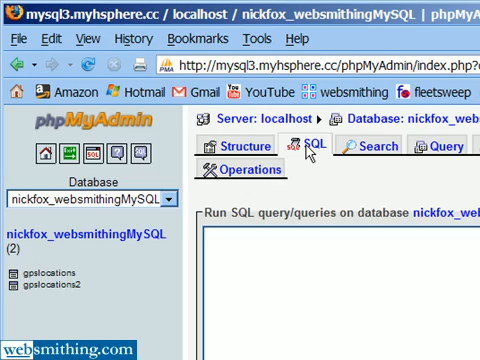 mysql3.myhsphere.cc / localhost / nickfox_websmithingMySQL | phpMyA
File Edit View History Bookmarks Tools Help
http://mysql3.myhsphere.cc/phpMyAdmin/index.php?
Amazon Hotmail Gmail YouTube websmithing fleetsweep
phpMyAdmin
Server: localhost Database: nickfox_webs
Structure SQL Search Query
Operations
Database
nickfox_websmithingMySQL
nickfox_websmithingMySQL
(2)
Run SQL query/queries on database nickfox_we
gpslocations
gpslocations2
websmithing.com